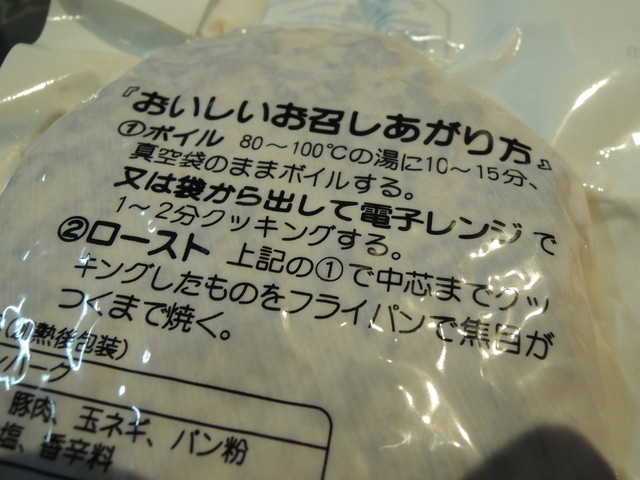 『おいしいお召しあがり方』
①ボイル 80～100℃の湯に10～15分、
真空袋のままボイルする。
又は袋から出して電子レンジで
1～2分クッキングする。
②ロースト 上記の①で中芯までクッ
キングしたものをフライパンで焦目が
つくまで焼く。
熱後包装)
ンバーグ
豚肉、玉ネギ、パン粉
塩、香辛料